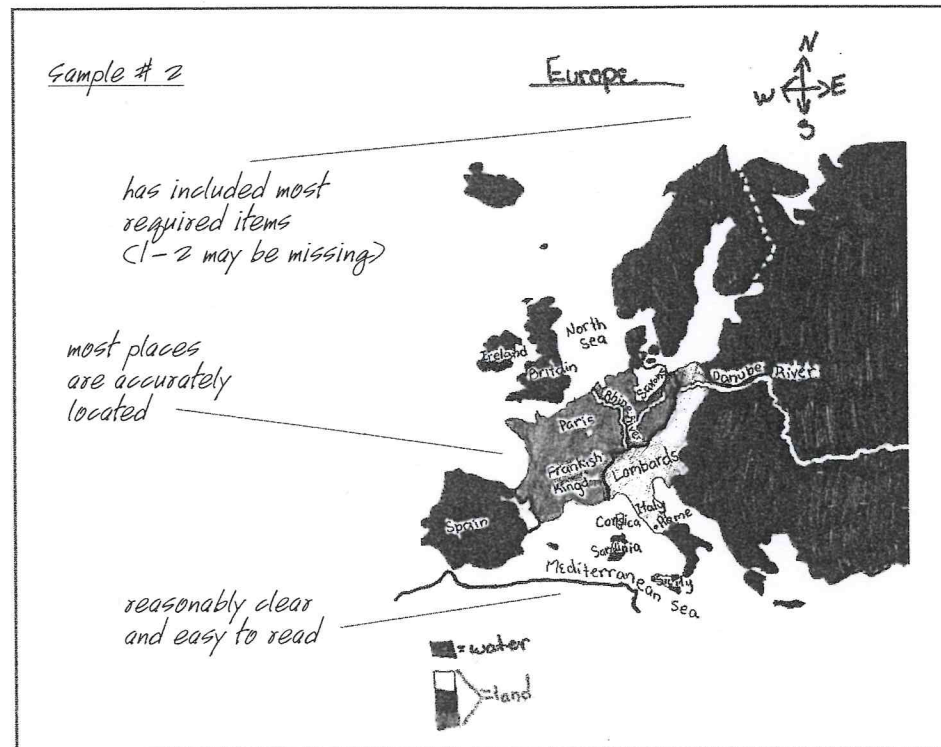 Sample # 2
Europe
N
W E
S
has included most
required items
(1-2 may be missing)
North
Sea
Ireland
Britain
most places
are accurately
located
Saxons
Danube River
Rhine River
Paris
Frankish
Kingd
Lombards
Spain
Corsica
Italy
Rome
Sardinia
Mediterranean Sea
Sicily
reasonably clear
and easy to read
= water
= land